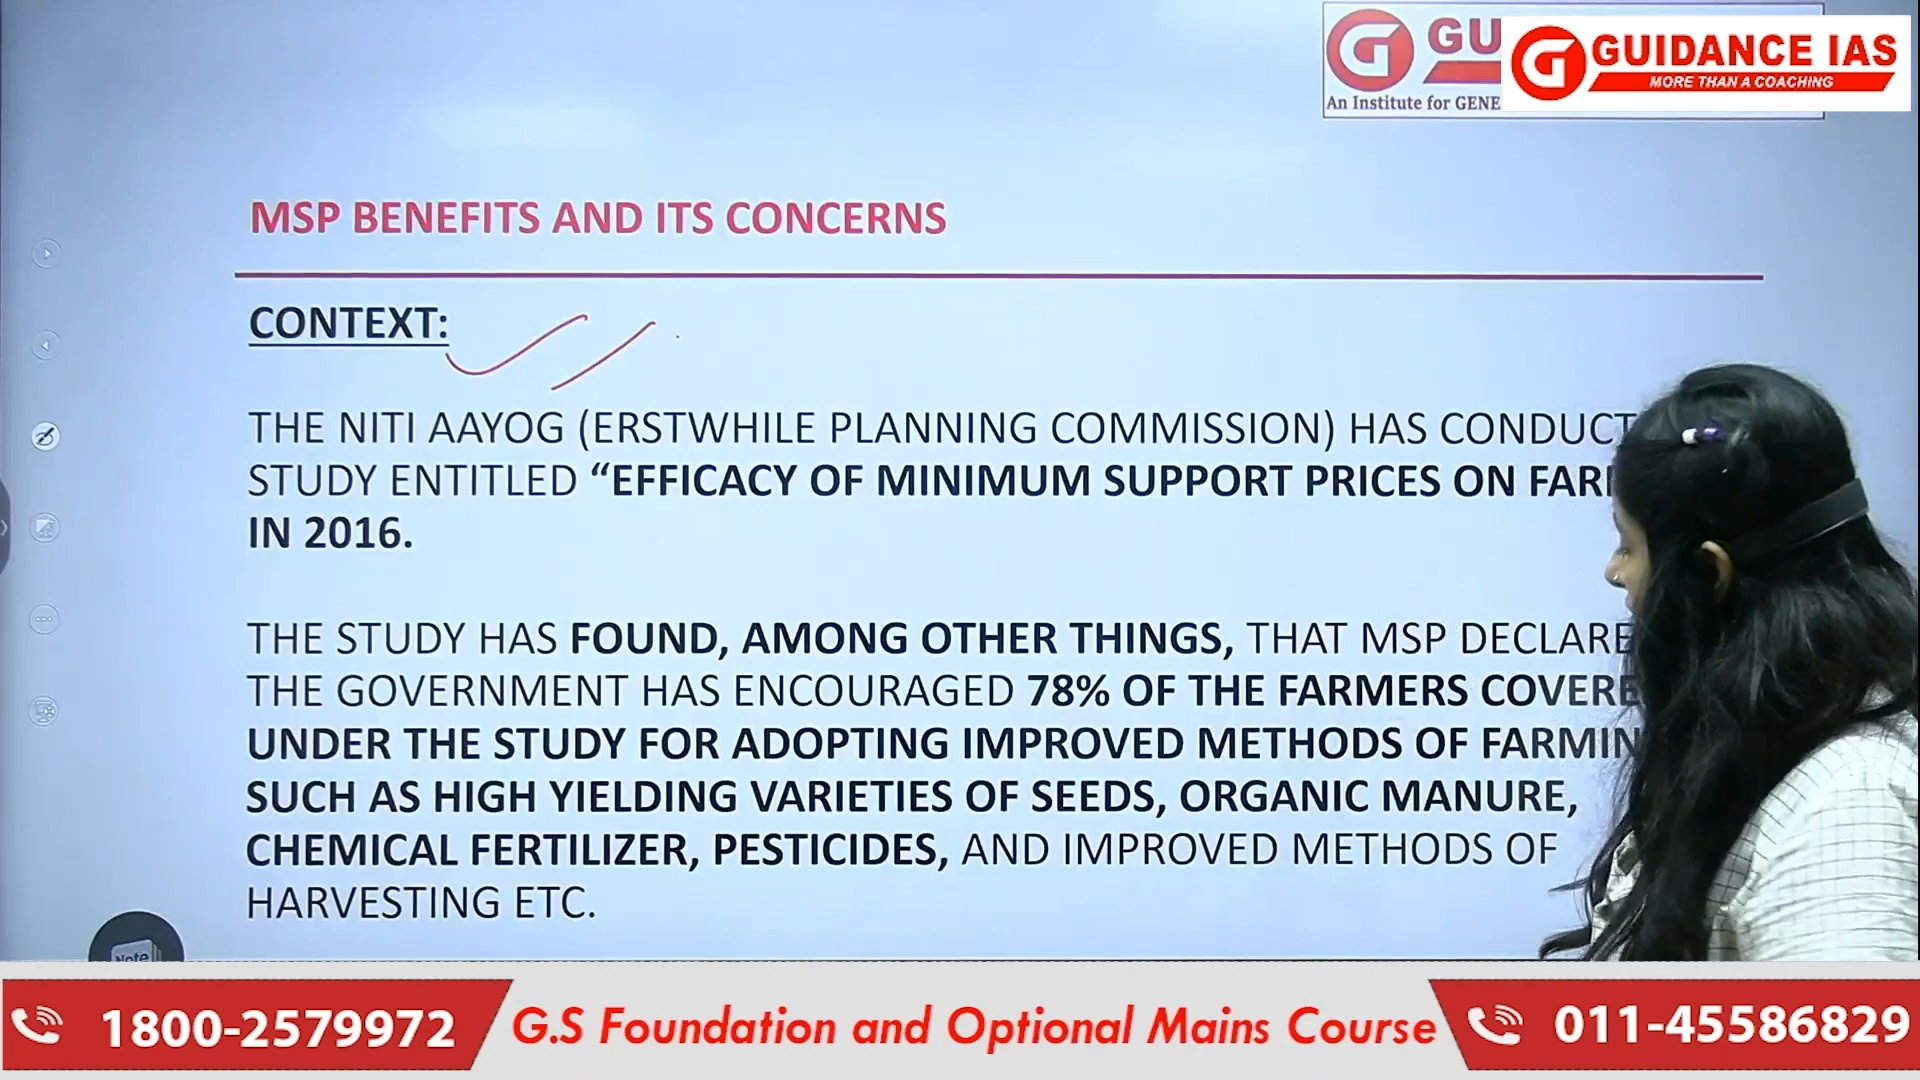 GU
An Institute for GENE
GUIDANCE IAS
MORE THAN A COACHING
MSP BENEFITS AND ITS CONCERNS
CONTEXT:
THE NITI AAYOG (ERSTWHILE PLANNING COMMISSION) HAS CONDUCT
STUDY ENTITLED “EFFICACY OF MINIMUM SUPPORT PRICES ON FAR
IN 2016.
THE STUDY HAS FOUND, AMONG OTHER THINGS, THAT MSP DECLARE
THE GOVERNMENT HAS ENCOURAGED 78% OF THE FARMERS COVERE
UNDER THE STUDY FOR ADOPTING IMPROVED METHODS OF FARMIN
SUCH AS HIGH YIELDING VARIETIES OF SEEDS, ORGANIC MANURE,
CHEMICAL FERTILIZER, PESTICIDES, AND IMPROVED METHODS OF
HARVESTING ETC.
Note
1800-2579972
G.S Foundation and Optional Mains Course
011-45586829